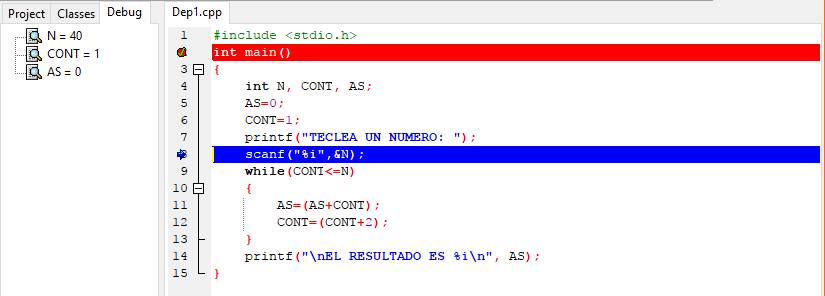 Project Classes Debug
N = 40
CONT = 1
AS = 0
Dep1.cpp
1 #include <stdio.h>
int main()
3 {
4 int N, CONT, AS;
5 AS=0;
6 CONT=1;
7 printf("TECLEA UN NUMERO: ");
scanf("%i",&N);
9 while(CONT<=N)
10 {
11 AS=(AS+CONT);
12 CONT=(CONT+2);
13 }
14 printf("\nEL RESULTADO ES %i\n", AS);
15 }